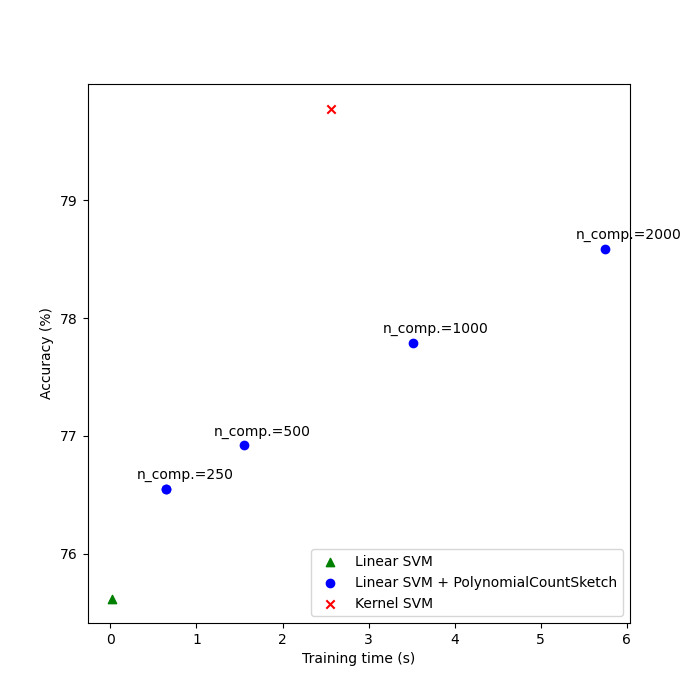 79
78
77
76
Accuracy (%)
n_comp.=2000
n_comp.=1000
n_comp.=500
n_comp.=250
Linear SVM
Linear SVM + PolynomialCountSketch
Kernel SVM
0 1 2 3 4 5 6
Training time (s)